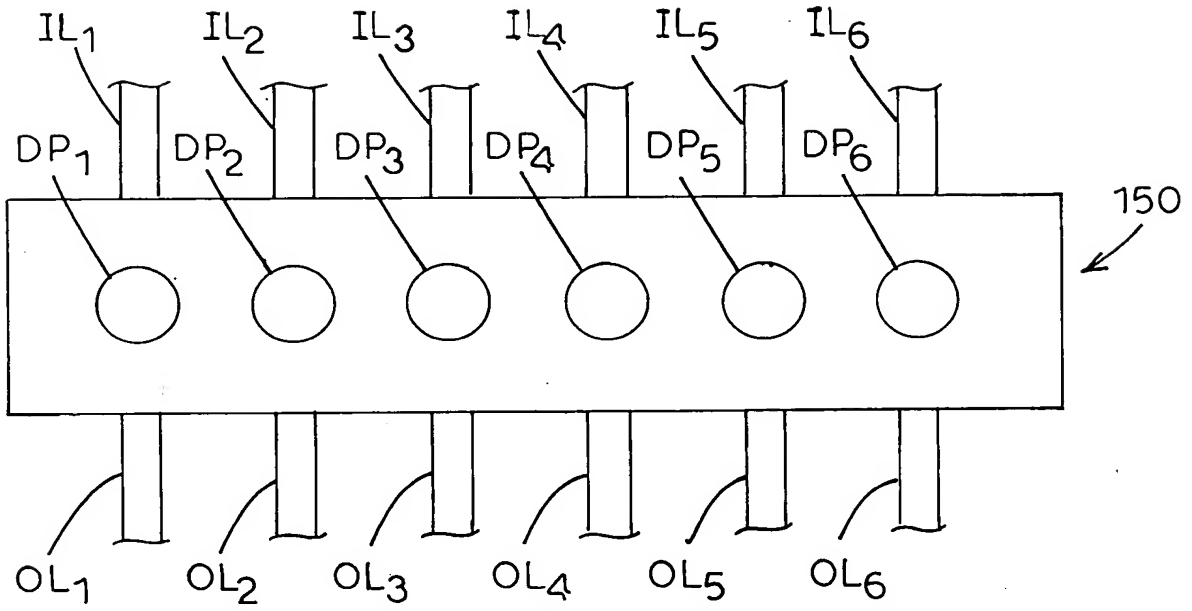 IL1 IL2 IL3 IL4 IL5 IL6
DP1 DP2 DP3 DP4 DP5 DP6
150
OL1 OL2 OL3 OL4 OL5 OL6